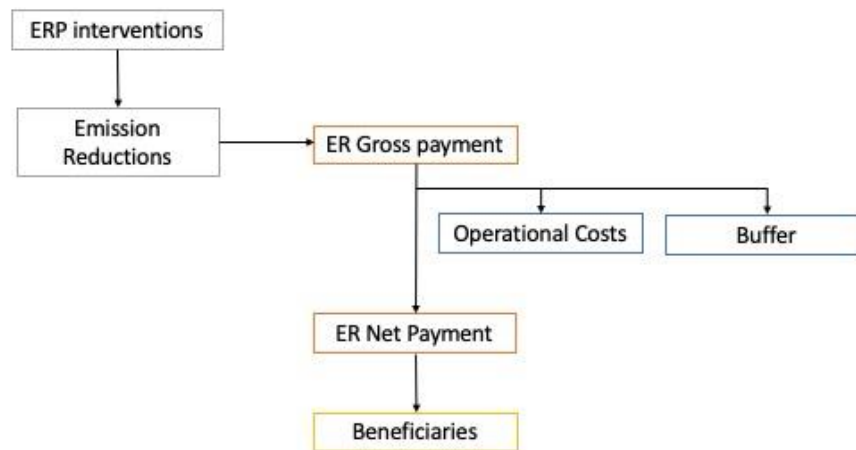 ERP interventions
Emission
Reductions
ER Gross payment
Operational Costs
Buffer
ER Net Payment
Beneficiaries